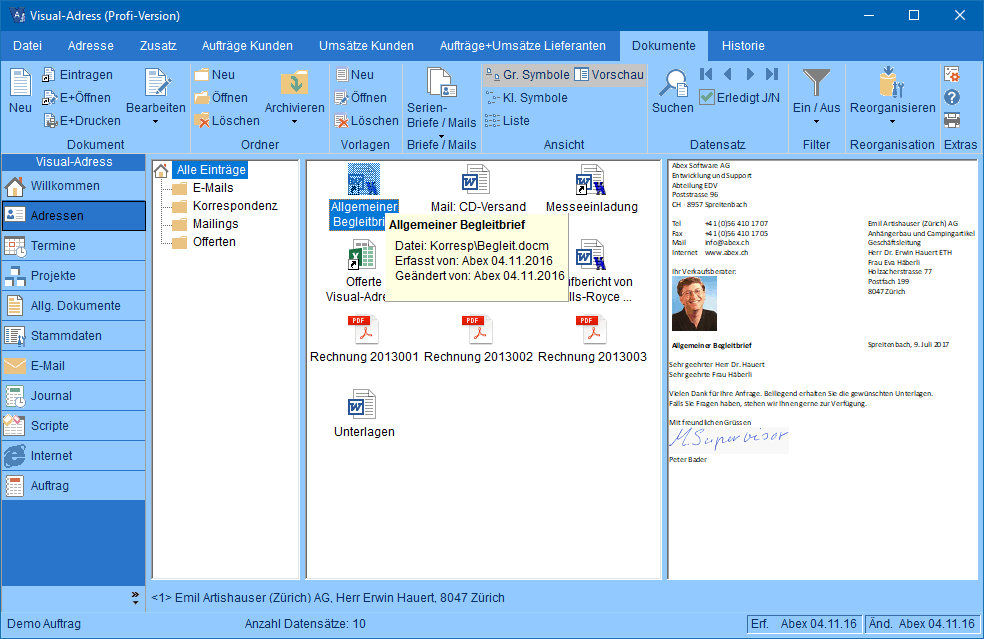 Visual-Adress (Profi-Version)
Datei Adresse Zusatz Aufträge Kunden Umsätze Kunden Aufträge+Umsätze Lieferanten Dokumente Historie
Neu
Eintragen
E+Öffnen
E+Drucken
Bearbeiten
Dokument
Neu
Öffnen
Löschen
Archivieren
Ordner
Neu
Öffnen
Löschen
Vorlagen
Serien-
Briefe / Mails
Briefe / Mails
Gr. Symbole Vorschau
Kl. Symbole
Liste
Ansicht
Suchen
Erledigt J/N
Datensatz
Ein / Aus
Filter
Reorganisieren
Reorganisation
Extras
Visual-Adress
Willkommen
Adressen
Termine
Projekte
Allg. Dokumente
Stammdaten
E-Mail
Journal
Scripte
Internet
Auftrag
Alle Einträge
E-Mails
Korrespondenz
Mailings
Offerten
Allgemeiner
Begleitbri
Mail: CD-Versand
Messeeinladung
Allgemeiner Begleitbrief
Datei: Korresp\Begleit.docm
Erfasst von: Abex 04.11.2016
Geändert von: Abex 04.11.2016
Offerte
Visual-Adre
fbericht von
lls-Royce ...
Rechnung 2013001
Rechnung 2013002
Rechnung 2013003
Unterlagen
Abex Software AG
Entwicklung und Support
Abteilung EDV
Poststrasse 96
CH - 8957 Spreitenbach
Tel +41 (0)56 410 17 07
Fax +41 (0)56 410 17 05
Mail info@abex.ch
Internet www.abex.ch
Emil Artishauser (Zürich) AG
Anhängerbau und Campingartikel
Geschäftsleitung
Herr Dr. Erwin Hauert ETH
Frau Eva Häberli
Holzacherstrasse 77
Postfach 199
8047 Zürich
Ihr Verkaufsberater:
Allgemeiner Begleitbrief Spreitenbach, 9. Juli 2017
Sehr geehrter Herr Dr. Hauert
Sehr geehrte Frau Häberli
Vielen Dank für Ihre Anfrage. Beiliegend erhalten Sie die gewünschten Unterlagen.
Falls Sie Fragen haben, stehen wir Ihnen gerne zur Verfügung.
Mit freundlichen Grüssen
M. Supervisor
Peter Bader
<1> Emil Artishauser (Zürich) AG, Herr Erwin Hauert, 8047 Zürich
Demo Auftrag Anzahl Datensätze: 10 Erf. Abex 04.11.16 Änd. Abex 04.11.16